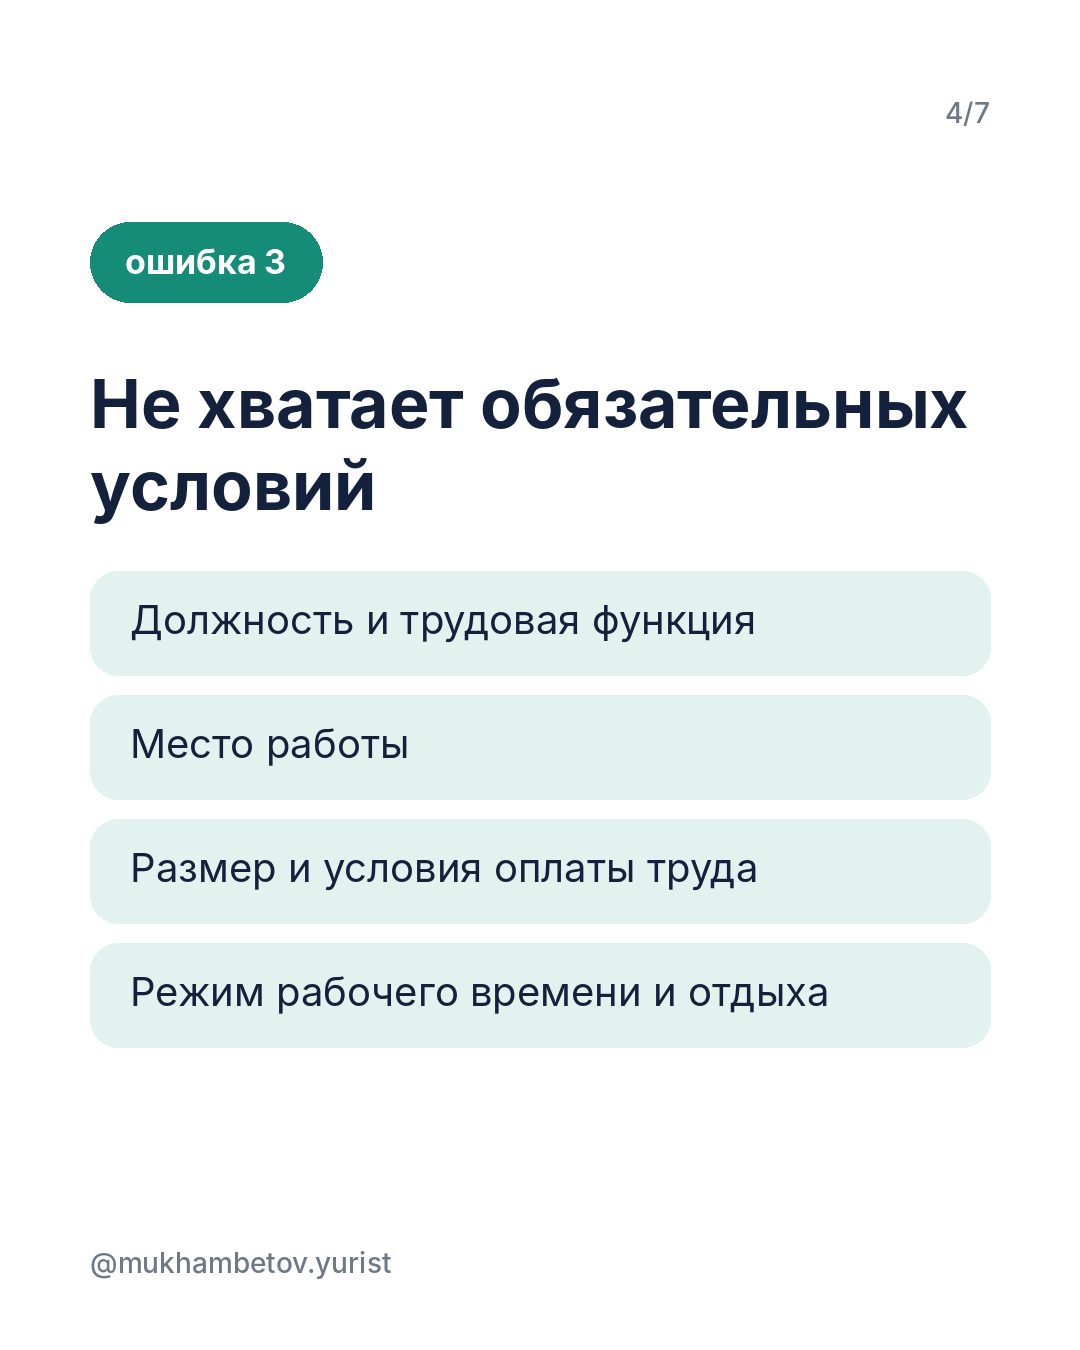 4/7
ошибка 3
Не хватает обязательных
условий
Должность и трудовая функция
Место работы
Размер и условия оплаты труда
Режим рабочего времени и отдыха
@mukhambetov.yurist